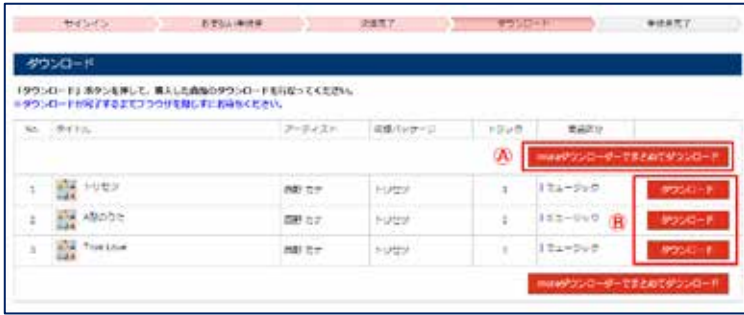 サインイン　お支払い手続き　決済完了　ダウンロード　手続き完了
ダウンロード
「ダウンロード」ボタンを押して、購入した商品のダウンロードを行なってください。
※ダウンロードが完了するまでブラウザを閉じずにお待ちください。
No. タイトル アーティスト 収録パッケージ トラック 商品区分
Ⓐ moraダウンローダーでまとめてダウンロード
1 トリセツ 西野 カナ トリセツ 1 ミュージック ダウンロード
2 A型のうた 西野 カナ トリセツ 2 ミュージック Ⓑ ダウンロード
3 True Love 西野 カナ トリセツ ミュージック ダウンロード
moraダウンローダーでまとめてダウンロード